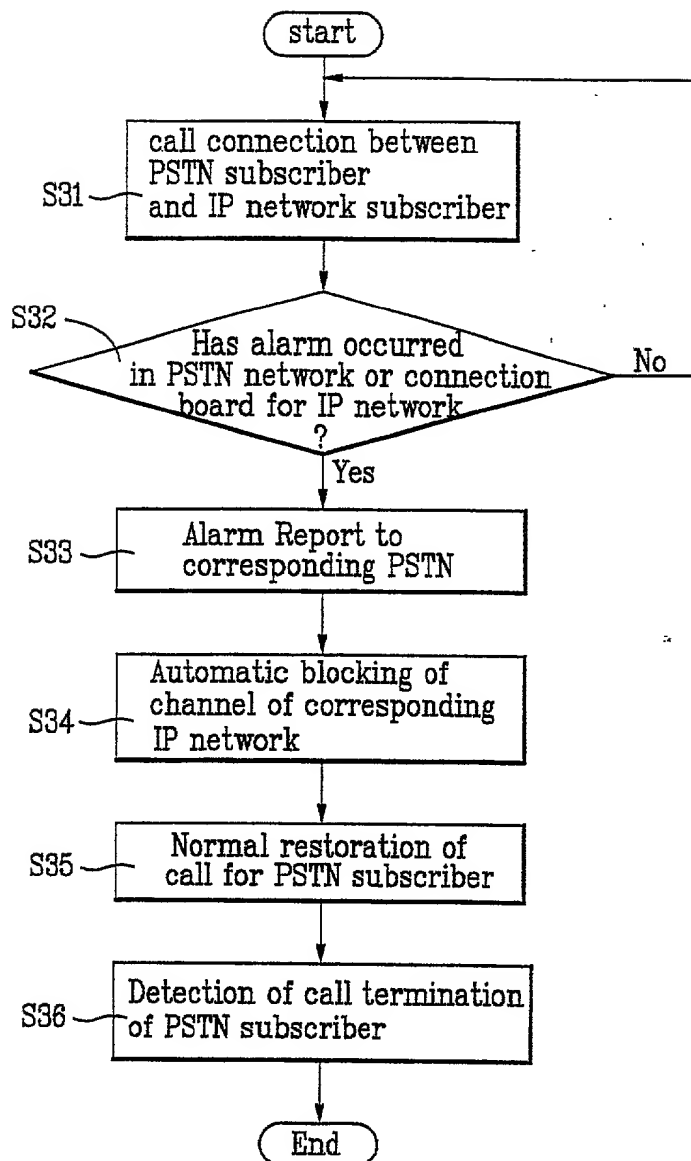 start
call connection between
PSTN subscriber
and IP network subscriber
S31
S32
Has alarm occurred
in PSTN network or connection
board for IP network
?
No
Yes
S33
Alarm Report to
corresponding PSTN
Automatic blocking of
channel of corresponding
IP network
S34
Normal restoration of
call for PSTN subscriber
S35
Detection of call termination
of PSTN subscriber
S36
End